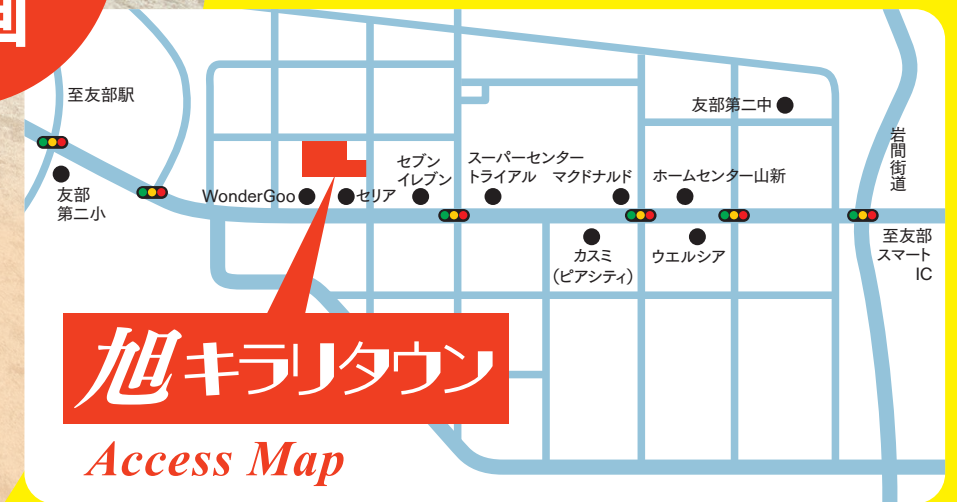 画
至友部駅
友部第二中
岩間街道
セブン
イレブン
スーパーセンター
トライアル
マクドナルド
ホームセンター山新
友部
第二小
WonderGoo
セリア
至友部
スマート
IC
カスミ
(ピアシティ)
ウエルシア
旭キラリタウン
Access Map